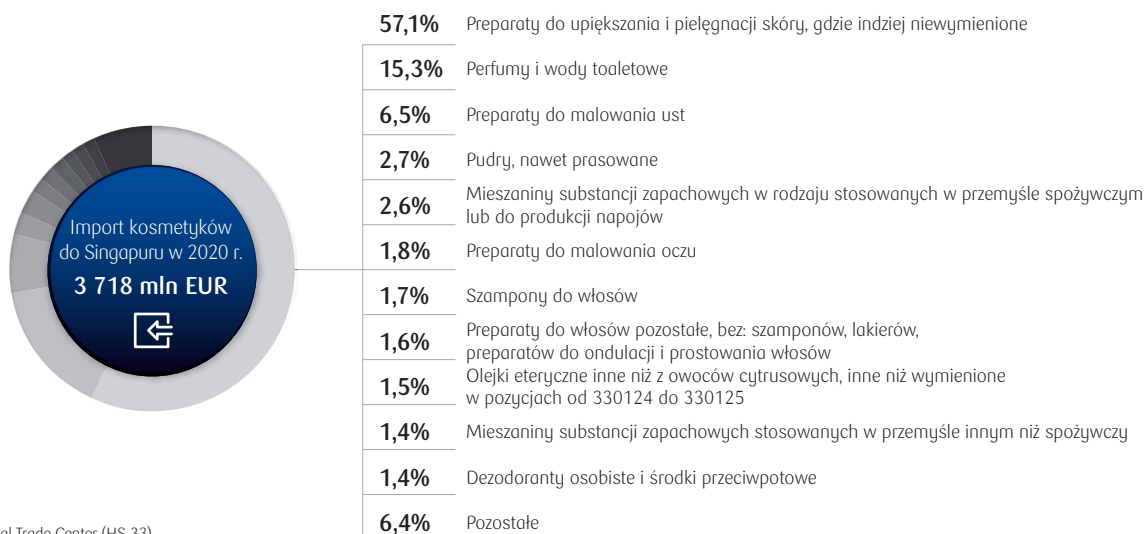 57,1% Preparaty do upiększania i pielęgnacji skóry, gdzie indziej niewymienione
15,3% Perfumy i wody toaletowe
6,5% Preparaty do malowania ust
2,7% Pudry, nawet prasowane
2,6% Mieszaniny substancji zapachowych w rodzaju stosowanych w przemyśle spożywczym
lub do produkcji napojów
1,8% Preparaty do malowania oczu
1,7% Szampony do włosów
1,6% Preparaty do włosów pozostałe, bez: szamponów, lakierów,
preparatów do ondulacji i prostowania włosów
1,5% Olejki eteryczne inne niż z owoców cytrusowych, inne niż wymienione
w pozycjach od 330124 do 330125
1,4% Mieszaniny substancji zapachowych stosowanych w przemyśle innym niż spożywczy
1,4% Dezodoranty osobiste i środki przeciwpotowe
6,4% Pozostałe
Import kosmetyków
do Singapuru w 2020 r.
3 718 mln EUR
Trade Center (HS 33)